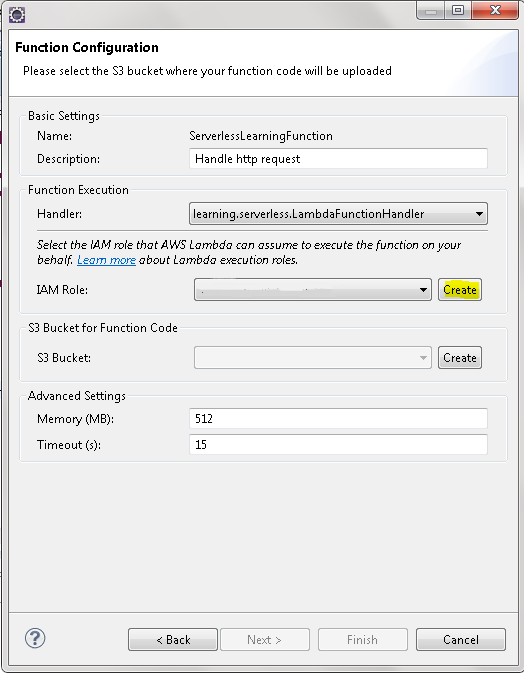 Function Configuration
Please select the S3 bucket where your function code will be uploaded
Basic Settings
Name: ServerlessLearningFunction
Description: Handle http request
Function Execution
Handler: learning.serverless.LambdaFunctionHandler
Select the IAM role that AWS Lambda can assume to execute the function on your
behalf. Learn more about Lambda execution roles.
IAM Role: Create
S3 Bucket for Function Code
S3 Bucket: Create
Advanced Settings
Memory (MB): 512
Timeout (s): 15
? < Back Next > Finish Cancel